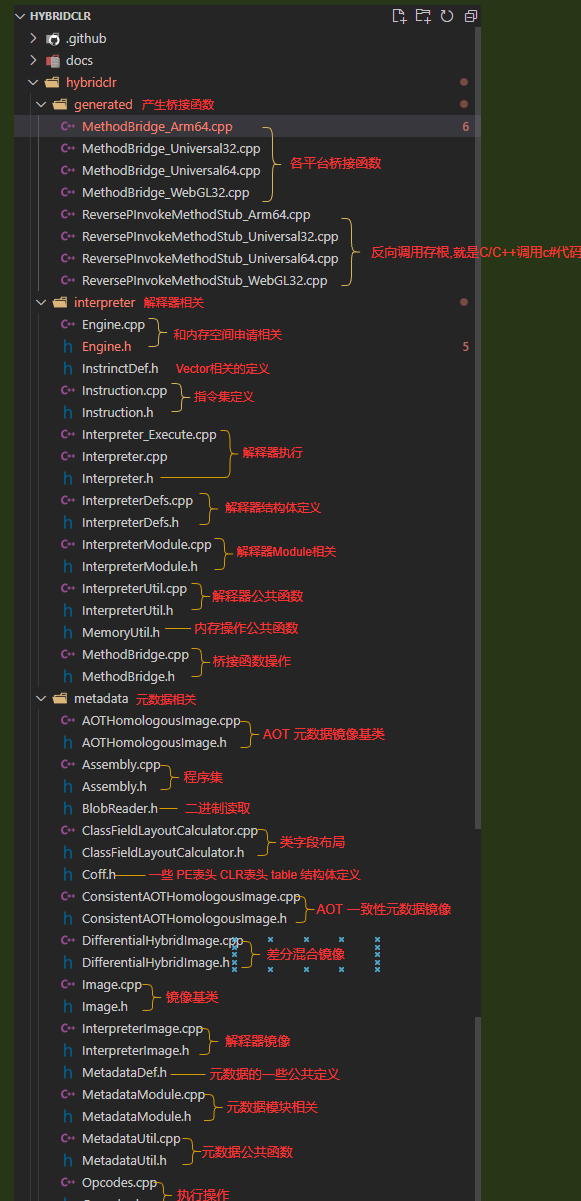 HYBRIDCLR
.github
docs
hybridclr
generated 产生桥接函数
MethodBridge_Arm64.cpp 6
MethodBridge_Universal32.cpp
各平台桥接函数
MethodBridge_Universal64.cpp
MethodBridge_WebGL32.cpp
ReversePInvokeMethodStub_Arm64.cpp
ReversePInvokeMethodStub_Universal32.cpp
反向调用存根,就是C/C++调用c#代码
ReversePInvokeMethodStub_Universal64.cpp
ReversePInvokeMethodStub_WebGL32.cpp
interpreter 解释器相关
Engine.cpp
和内存空间申请相关
Engine.h 5
InstrinctDef.h Vector相关的定义
Instruction.cpp
指令集定义
Instruction.h
Interpreter_Execute.cpp
解释器执行
Interpreter.cpp
Interpreter.h
InterpreterDefs.cpp
解释器结构体定义
InterpreterDefs.h
InterpreterModule.cpp
解释器Module相关
InterpreterModule.h
InterpreterUtil.cpp
解释器公共函数
InterpreterUtil.h
MemoryUtil.h 内存操作公共函数
MethodBridge.cpp
桥接函数操作
MethodBridge.h
metadata 元数据相关
AOTHomologousImage.cpp
AOT 元数据镜像基类
AOTHomologousImage.h
Assembly.cpp
程序集
Assembly.h
BlobReader.h 二进制读取
ClassFieldLayoutCalculator.cpp
类字段布局
ClassFieldLayoutCalculator.h
Coff.h 一些 PE表头 CLR表头 table 结构体定义
ConsistentAOTHomologousImage.cpp
AOT 一致性元数据镜像
ConsistentAOTHomologousImage.h
DifferentialHybridImage.cpp
差分混合镜像
DifferentialHybridImage.h
Image.cpp
镜像基类
Image.h
InterpreterImage.cpp
解释器镜像
InterpreterImage.h
MetadataDef.h 元数据的一些公共定义
MetadataModule.cpp
元数据模块相关
MetadataModule.h
MetadataUtil.cpp
元数据公共函数
MetadataUtil.h
Opcodes.cpp
执行操作